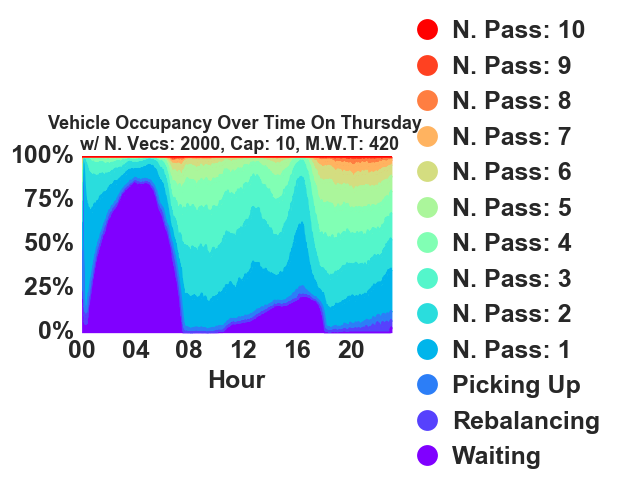 Vehicle Occupancy Over Time On Thursday
w/ N. Vecs: 2000, Cap: 10, M.W.T: 420
100%
75%
50%
25%
0%
00 04 08 12 16 20
Hour
N. Pass: 10
N. Pass: 9
N. Pass: 8
N. Pass: 7
N. Pass: 6
N. Pass: 5
N. Pass: 4
N. Pass: 3
N. Pass: 2
N. Pass: 1
Picking Up
Rebalancing
Waiting